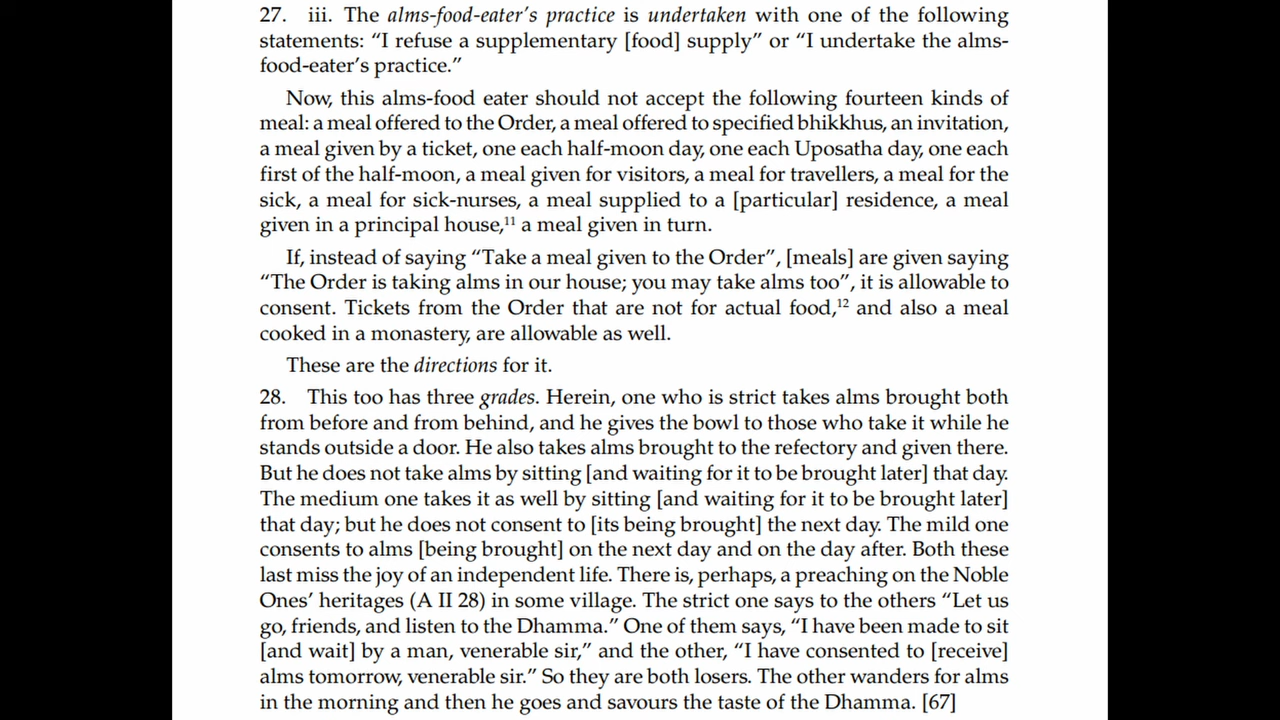 27. iii. The alms-food-eater’s practice is undertaken with one of the following
statements: “I refuse a supplementary [food] supply” or “I undertake the alms-
food-eater’s practice.”
Now, this alms-food eater should not accept the following fourteen kinds of
meal: a meal offered to the Order, a meal offered to specified bhikkhus, an invitation,
a meal given by a ticket, one each half-moon day, one each Uposatha day, one each
first of the half-moon, a meal given for visitors, a meal for travellers, a meal for the
sick, a meal for sick-nurses, a meal supplied to a [particular] residence, a meal
given in a principal house,¹¹ a meal given in turn.
If, instead of saying “Take a meal given to the Order”, [meals] are given saying
“The Order is taking alms in our house; you may take alms too”, it is allowable to
consent. Tickets from the Order that are not for actual food,¹² and also a meal
cooked in a monastery, are allowable as well.
These are the directions for it.
28. This too has three grades. Herein, one who is strict takes alms brought both
from before and from behind, and he gives the bowl to those who take it while he
stands outside a door. He also takes alms brought to the refectory and given there.
But he does not take alms by sitting [and waiting for it to be brought later] that day.
The medium one takes it as well by sitting [and waiting for it to be brought later]
that day; but he does not consent to [its being brought] the next day. The mild one
consents to alms [being brought] on the next day and on the day after. Both these
last miss the joy of an independent life. There is, perhaps, a preaching on the Noble
Ones’ heritages (A II 28) in some village. The strict one says to the others “Let us
go, friends, and listen to the Dhamma.” One of them says, “I have been made to sit
[and wait] by a man, venerable sir,” and the other, “I have consented to [receive]
alms tomorrow, venerable sir.” So they are both losers. The other wanders for alms
in the morning and then he goes and savours the taste of the Dhamma. [67]